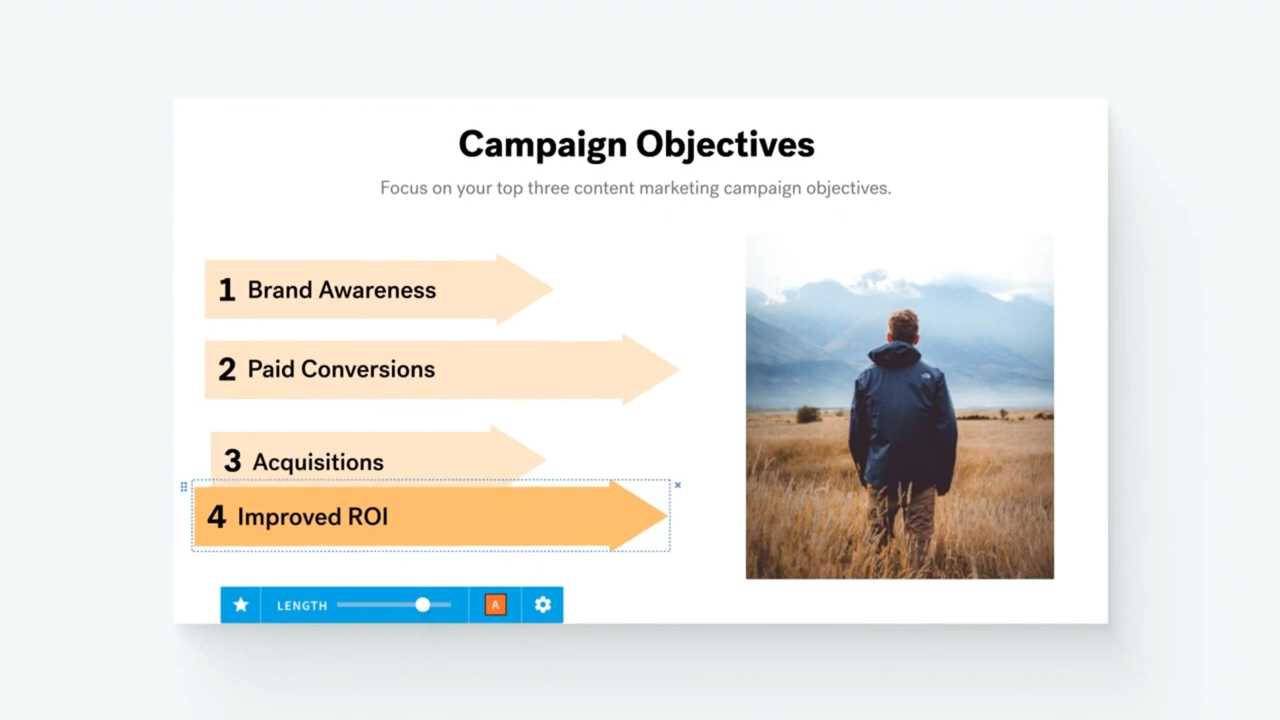 Campaign Objectives
Focus on your top three content marketing campaign objectives.
1 Brand Awareness
2 Paid Conversions
3 Acquisitions
4 Improved ROI
LENGTH
A